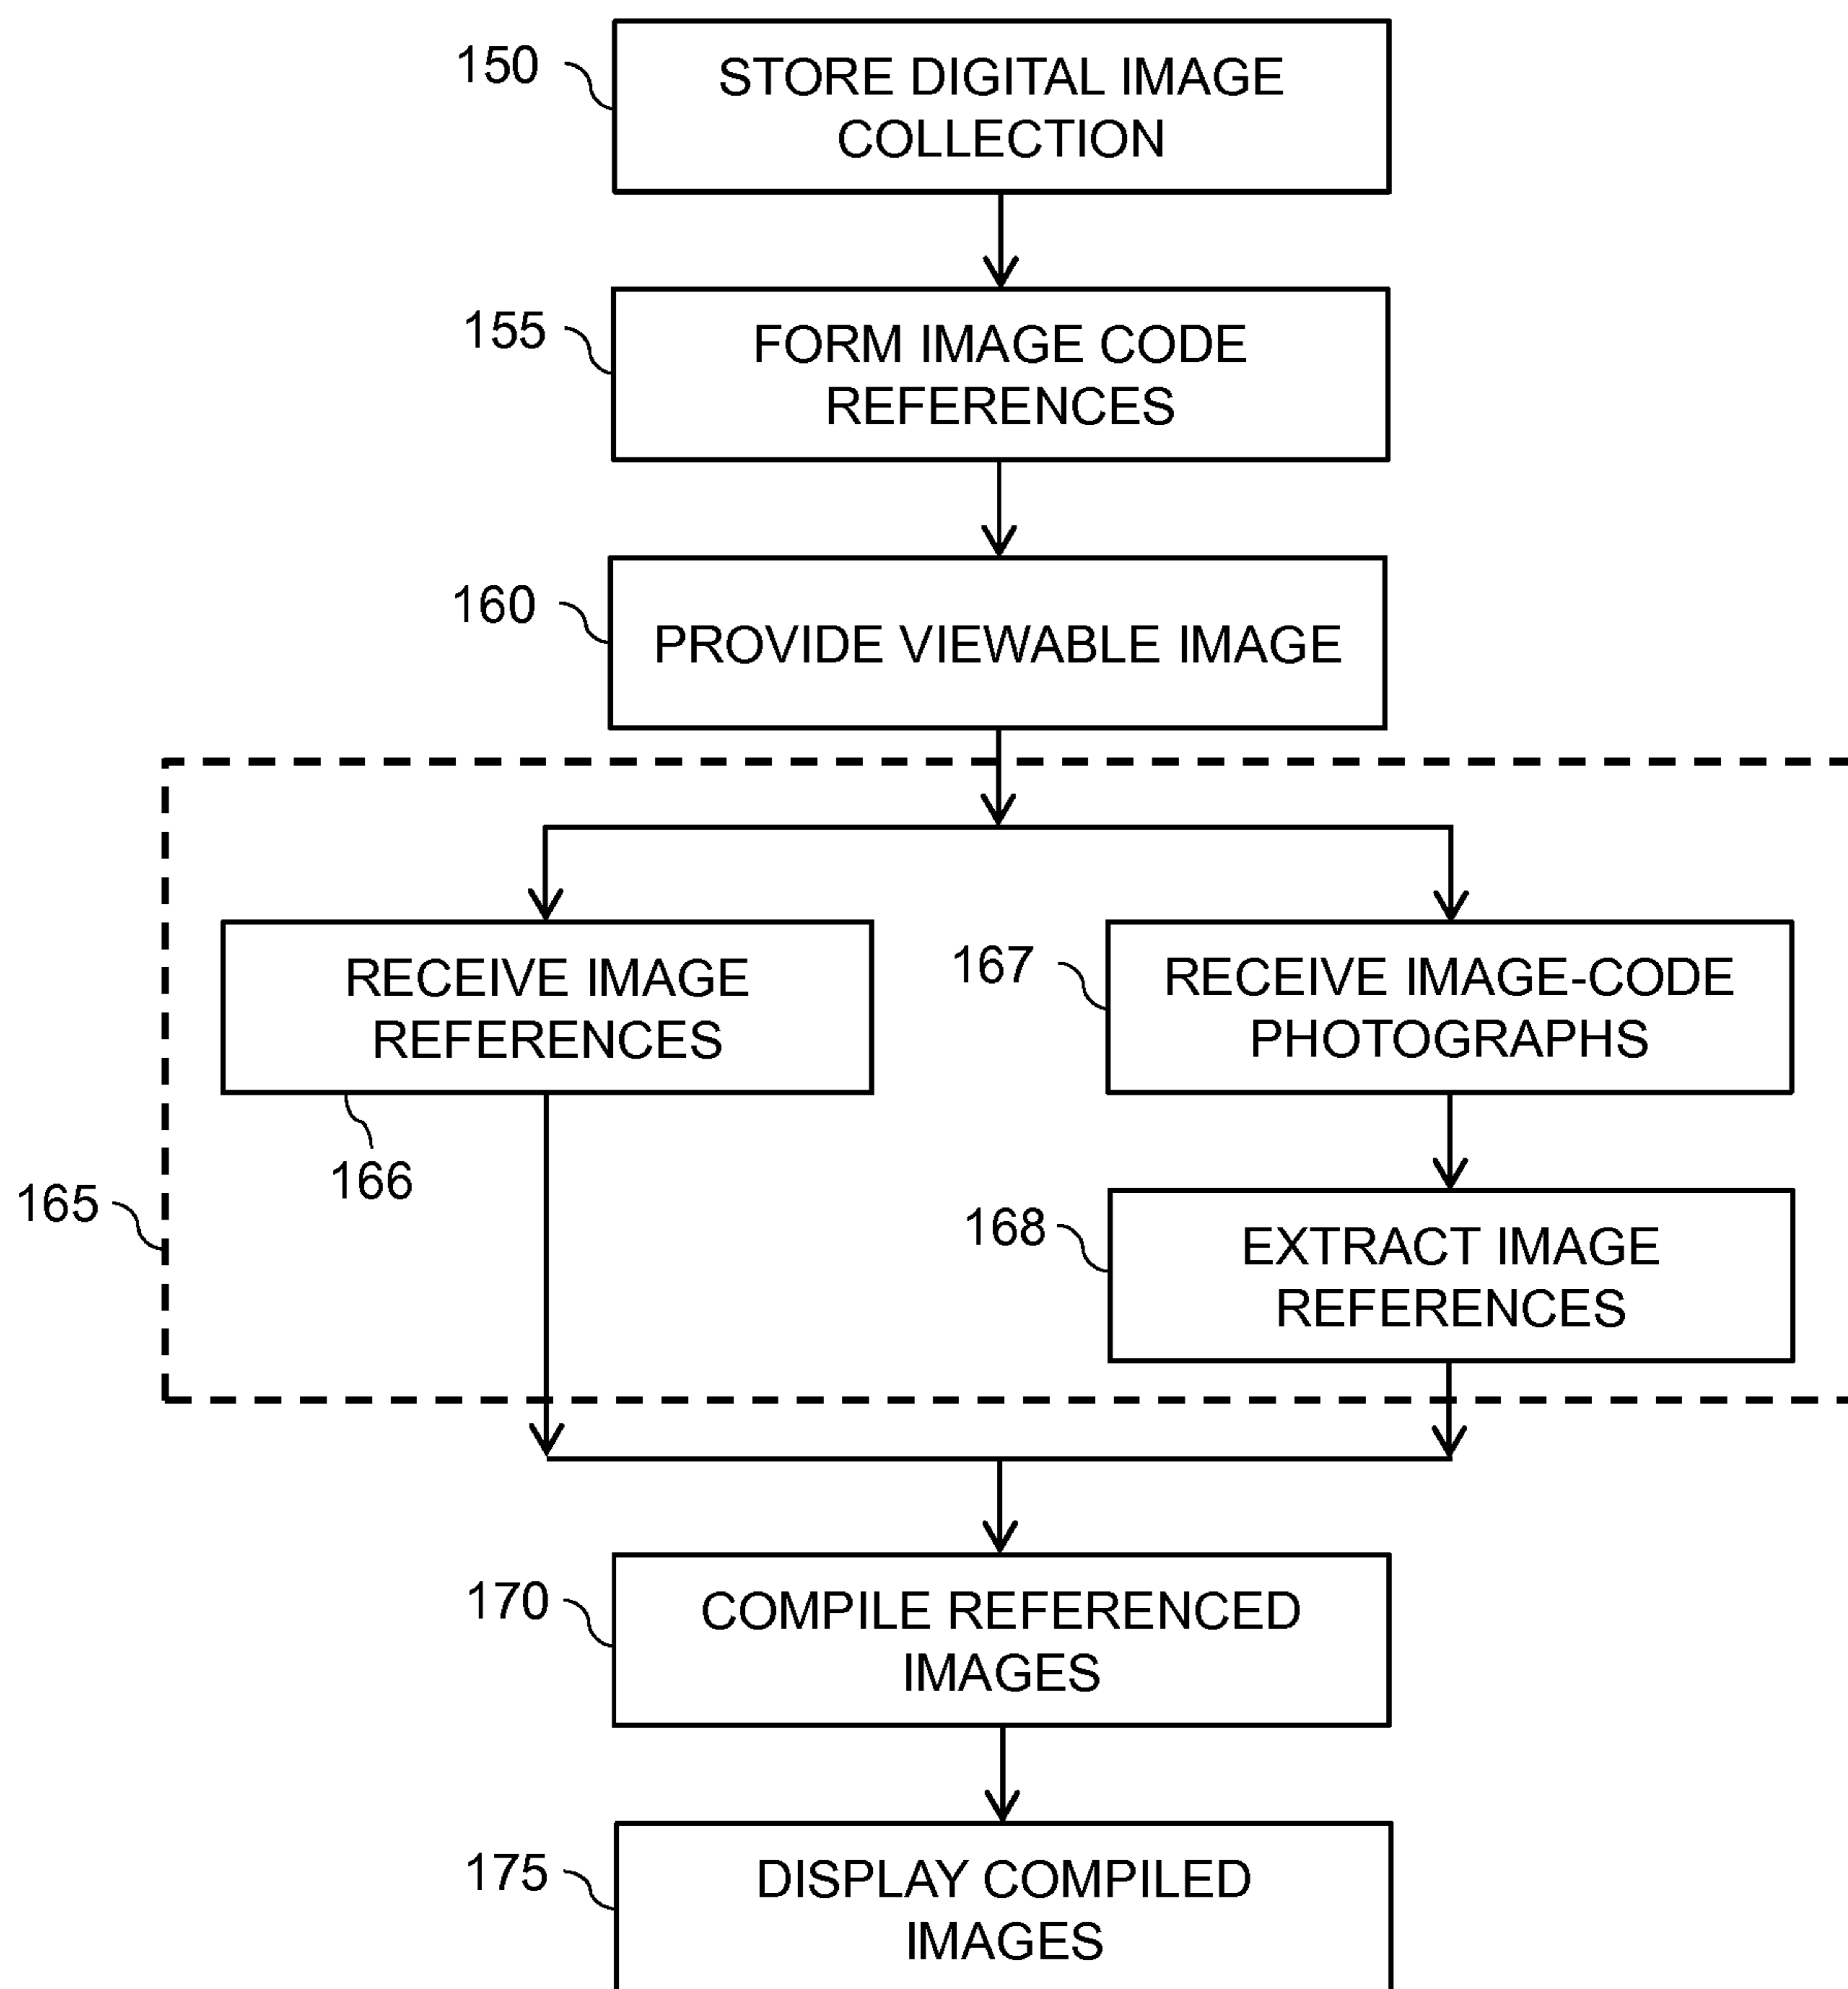 150
STORE DIGITAL IMAGE
COLLECTION
155
FORM IMAGE CODE
REFERENCES
160
PROVIDE VIEWABLE IMAGE
RECEIVE IMAGE
REFERENCES
166
167
RECEIVE IMAGE-CODE
PHOTOGRAPHS
165
168
EXTRACT IMAGE
REFERENCES
170
COMPILE REFERENCED
IMAGES
175
DISPLAY COMPILED
IMAGES